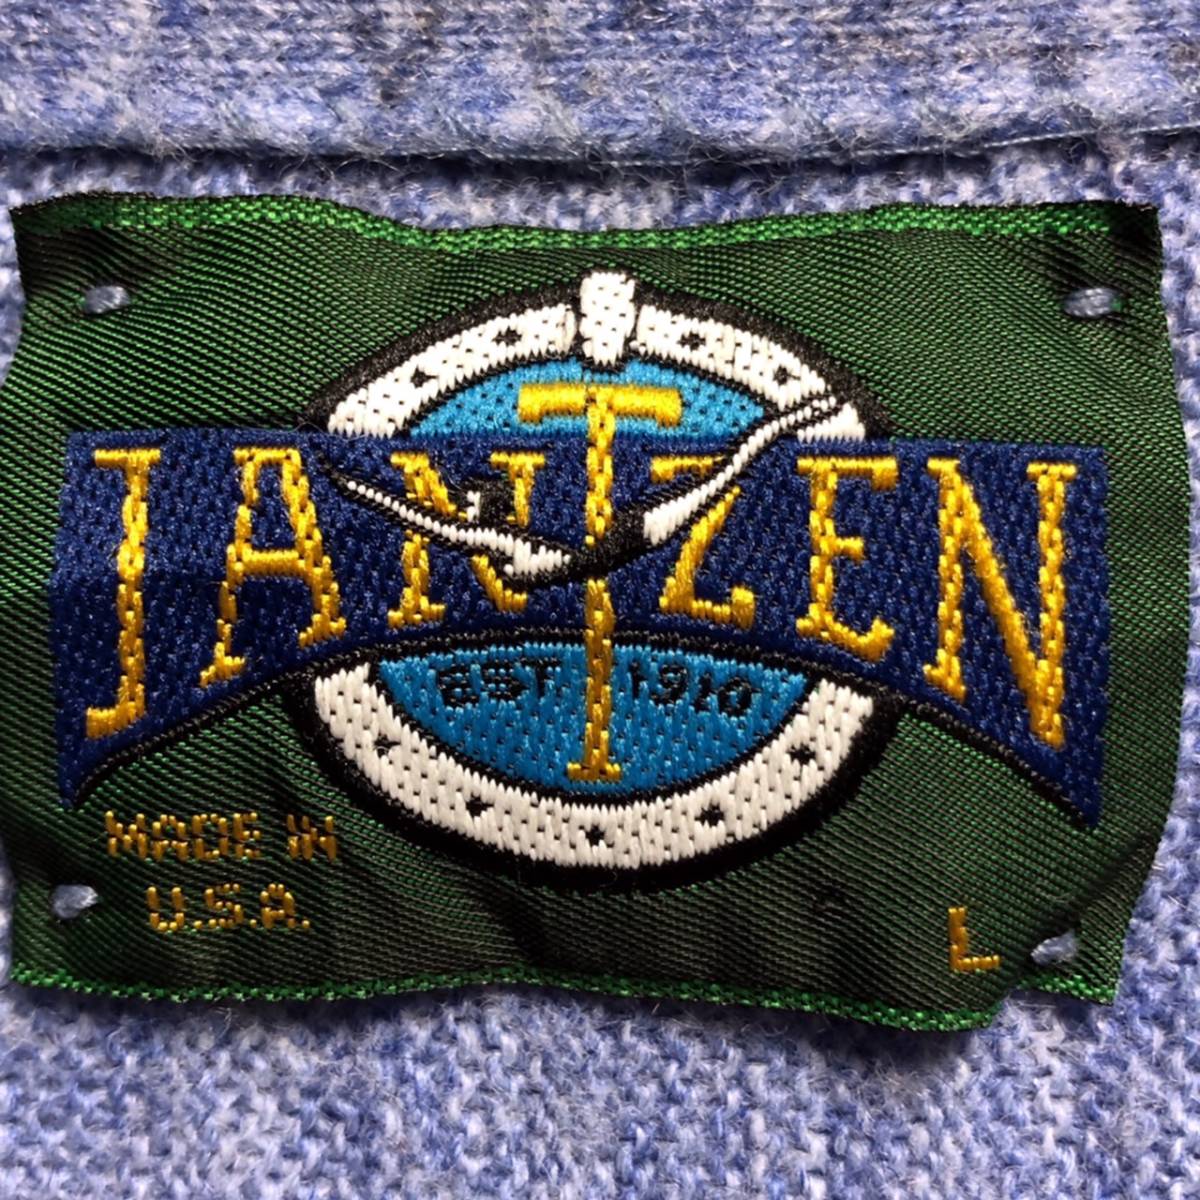 JANTZEN
EST 1910
MADE IN
U.S.A.
L